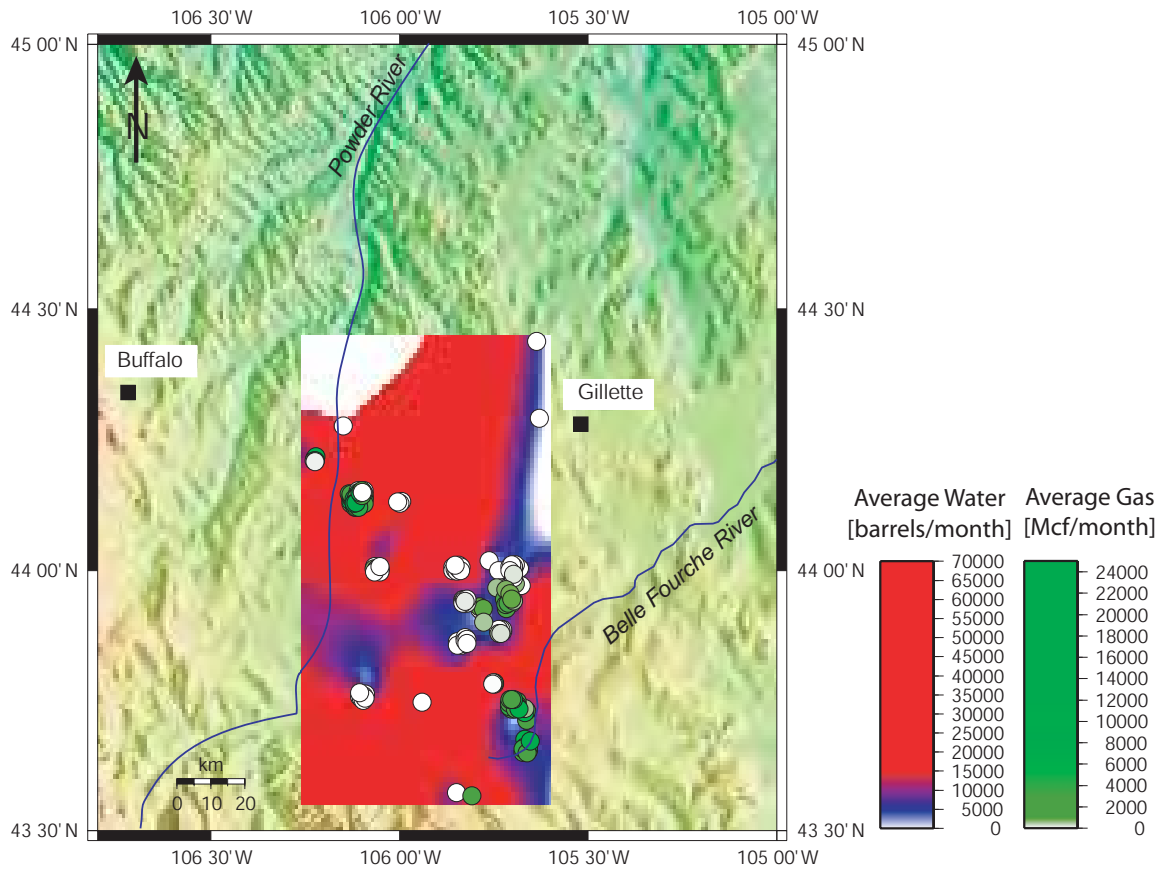 106 30' W
106 00' W
105 30' W
105 00' W
45 00' N
45 00' N
N
Powder River
44 30' N
44 30' N
Buffalo
Gillette
Average Water
[barrels/month]
Average Gas
[Mcf/month]
44 00' N
44 00' N
Belle Fourche River
70000
65000
60000
55000
50000
45000
40000
35000
30000
25000
20000
15000
10000
5000
0
24000
22000
20000
18000
16000
14000
12000
10000
8000
6000
4000
2000
0
km
0 10 20
43 30' N
43 30' N
106 30' W
106 00' W
105 30' W
105 00' W